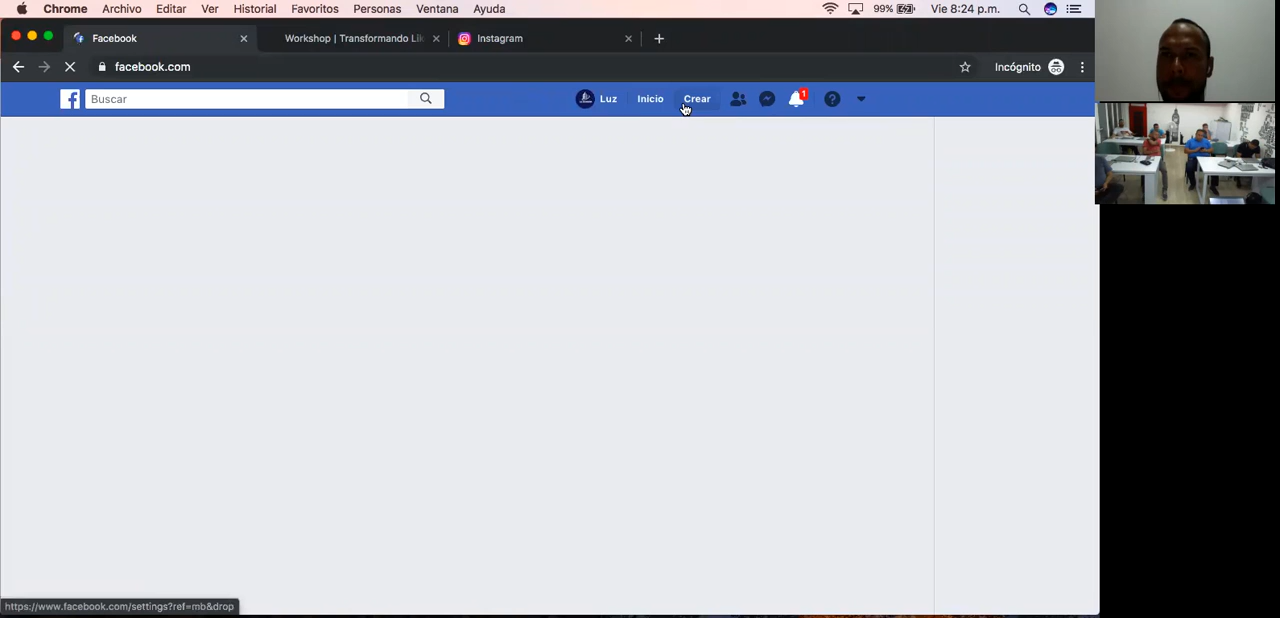 Chrome Archivo Editar Ver Historial Favoritos Personas Ventana Ayuda 99% Vie 8:24 p.m.
Facebook Workshop | Transformando Lik Instagram
facebook.com Incógnito
Buscar Luz Inicio Crear 1
https://www.facebook.com/settings?ref=mb&drop